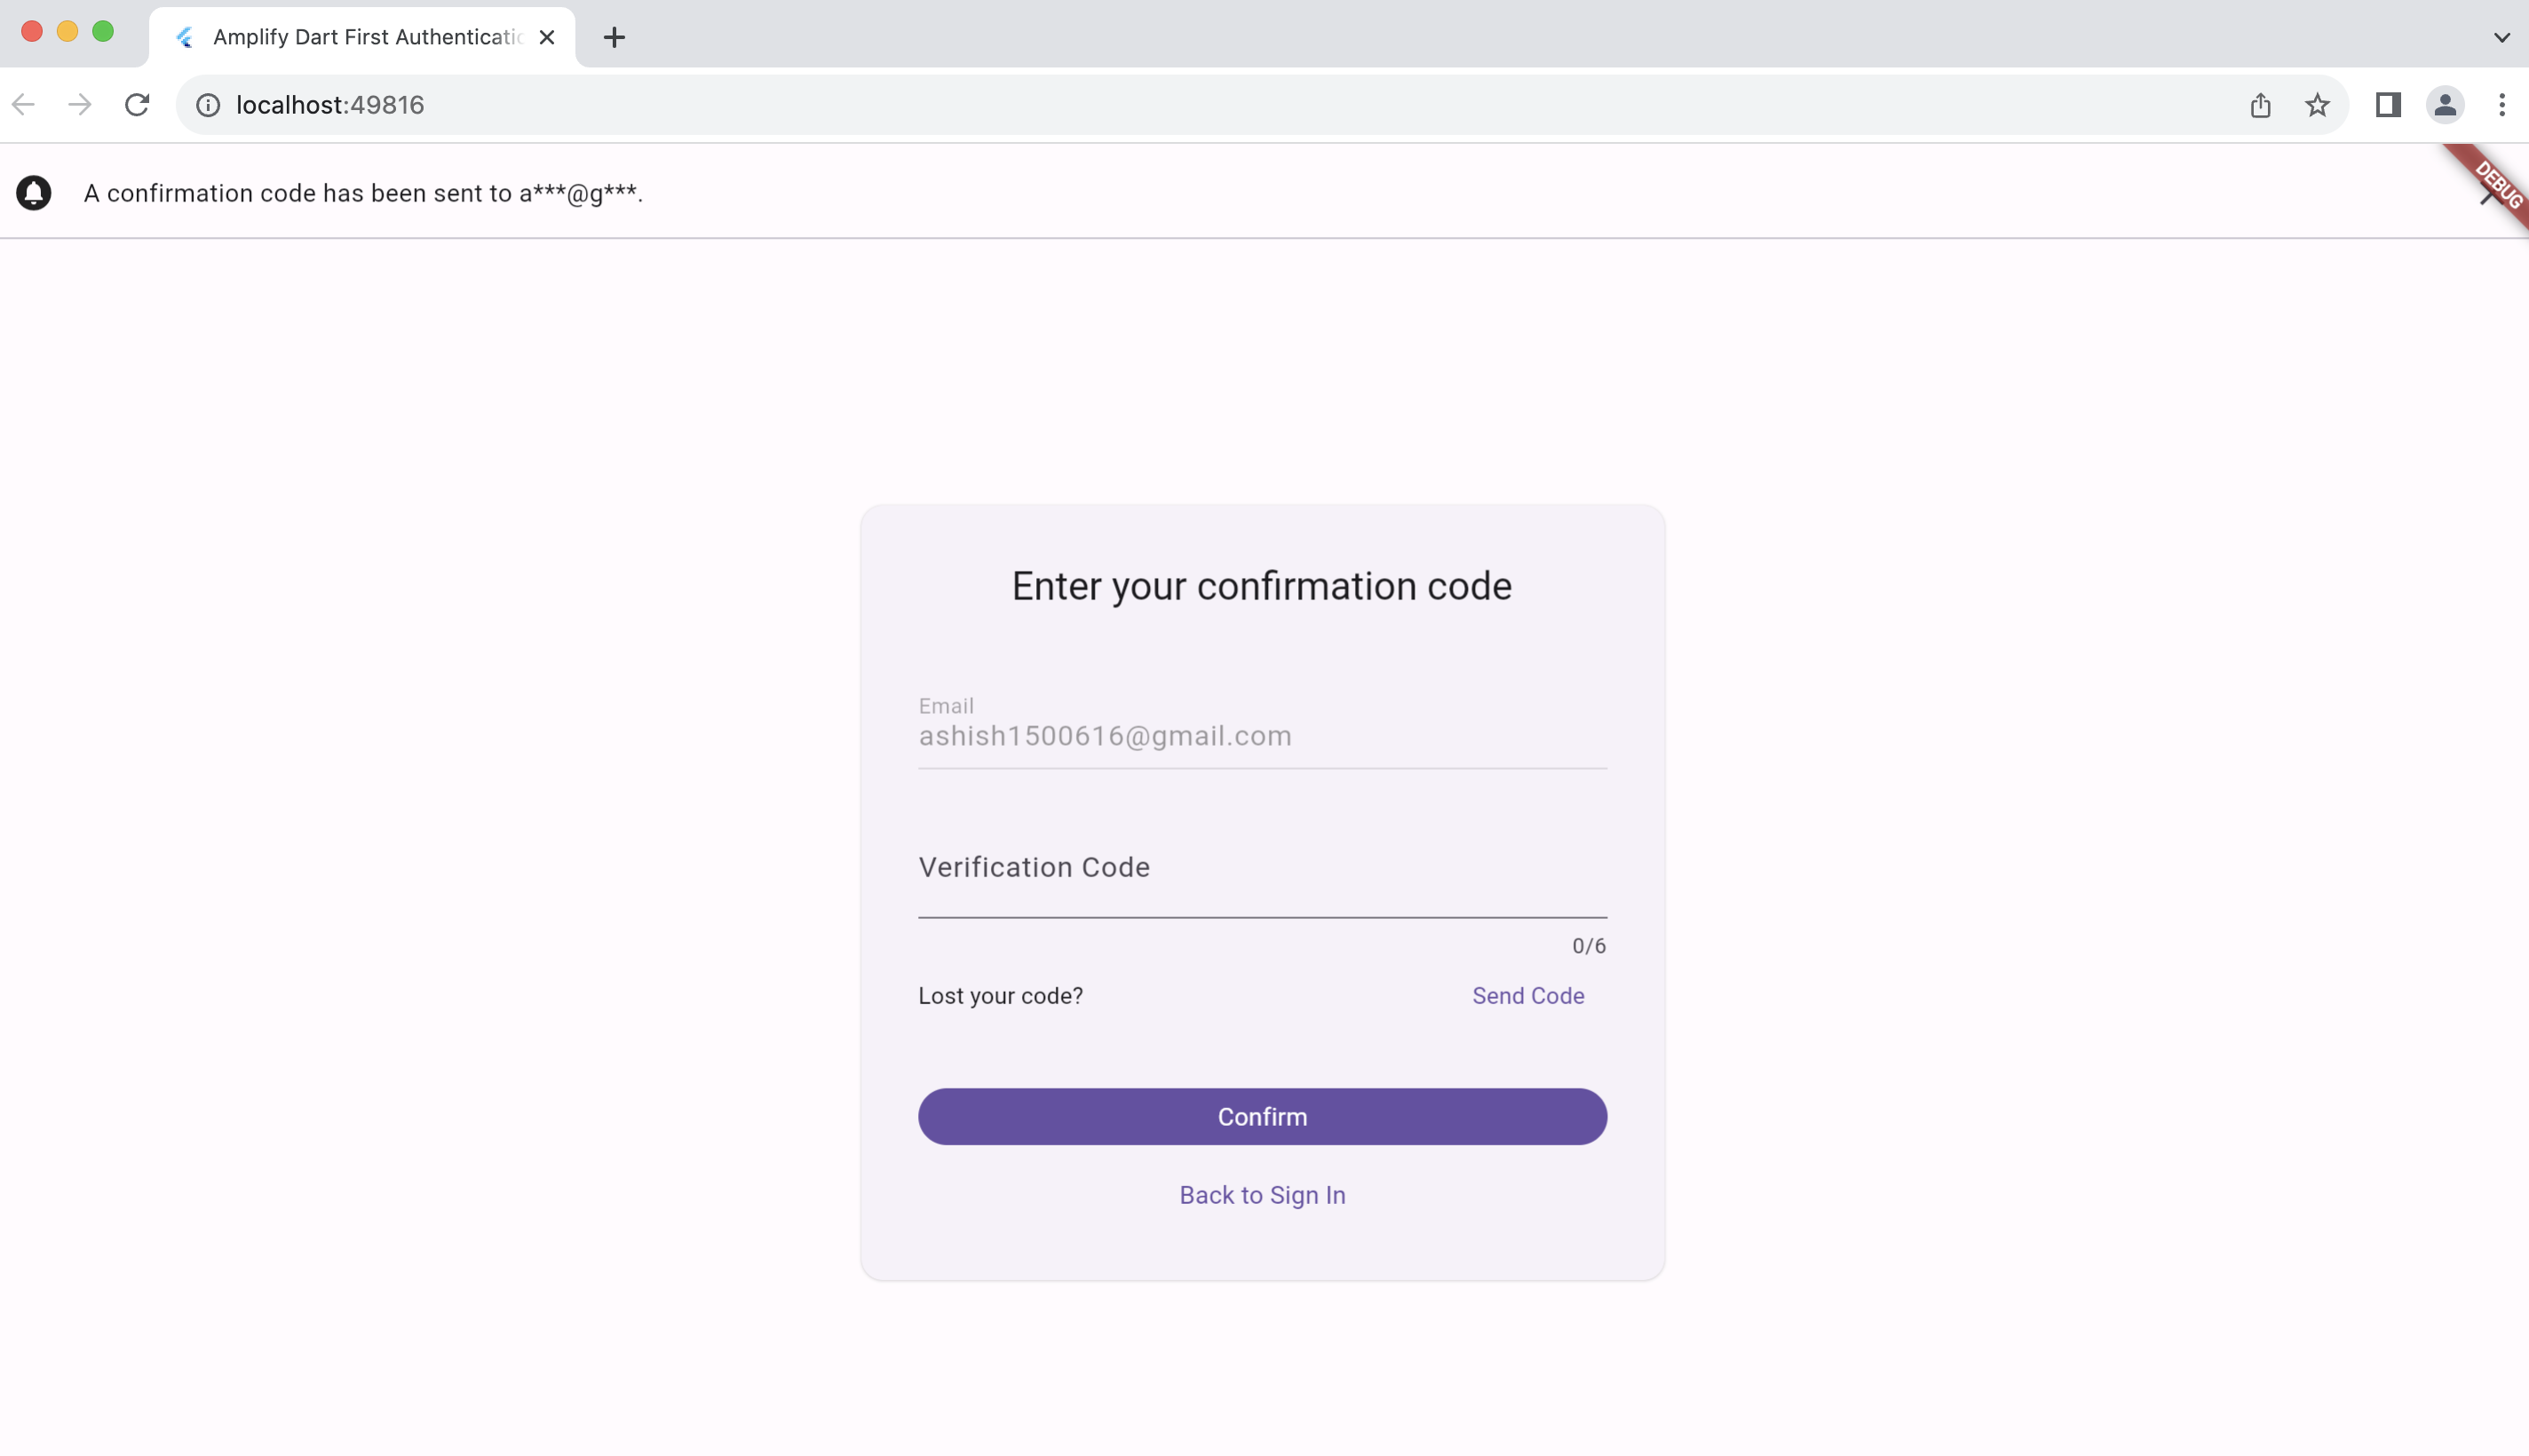 Amplify Dart First Authenticatio
localhost:49816
A confirmation code has been sent to a***@g***.
DEBUG
Enter your confirmation code
Email
ashish1500616@gmail.com
Verification Code
0/6
Lost your code? Send Code
Confirm
Back to Sign In